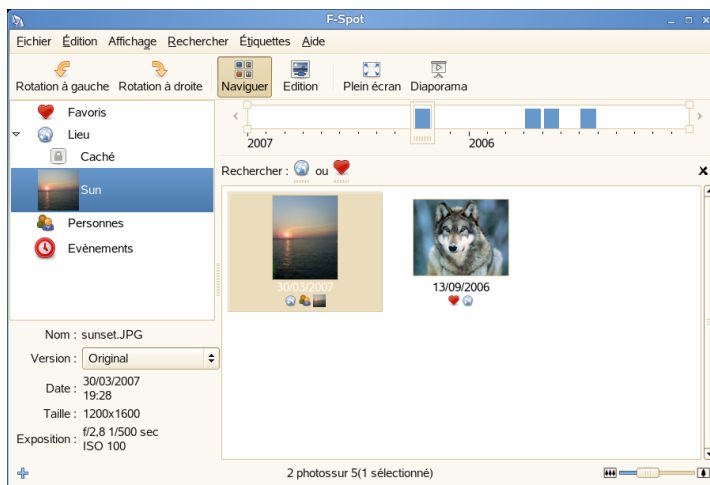 F-Spot
Fichier Édition Affichage Rechercher Étiquettes Aide
Rotation à gauche Rotation à droite Naviguer Edition Plein écran Diaporama
Favoris
Lieu
Caché
Sun
Personnes
Evènements
2007 2006
Rechercher : ou
30/03/2007
13/09/2006
Nom : sunset.JPG
Version : Original
Date : 30/03/2007
19:28
Taille : 1200x1600
Exposition : f/2,8 1/500 sec
ISO 100
2 photossur 5(1 sélectionné)